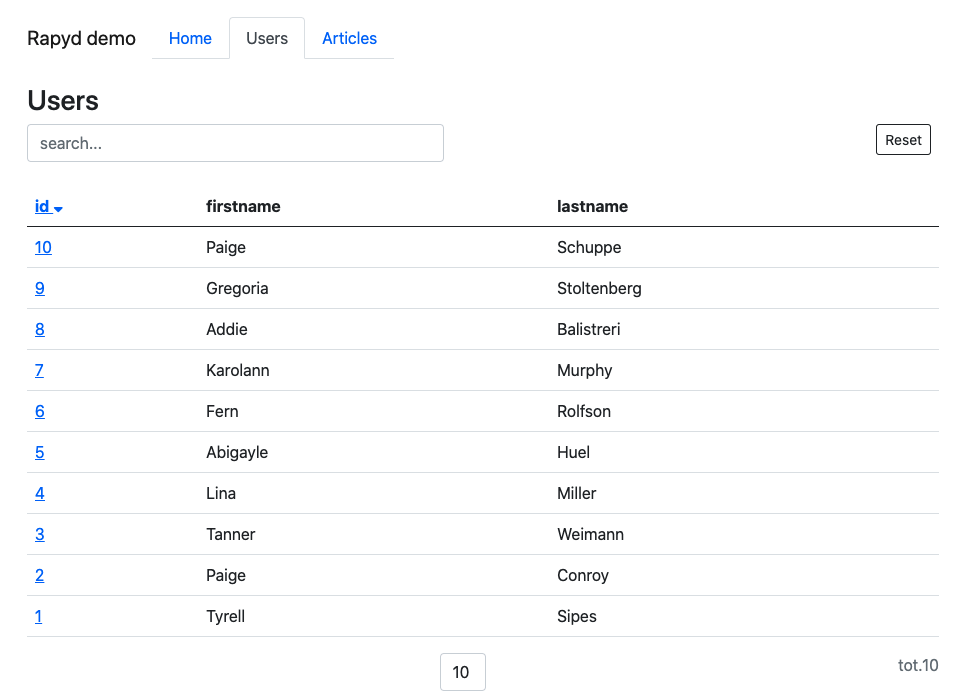 Rapyd demo Home Users Articles
Users
search...
Reset
id firstname lastname
10 Paige Schuppe
9 Gregoria Stoltenberg
8 Addie Balistreri
7 Karolann Murphy
6 Fern Rolfson
5 Abigayle Huel
4 Lina Miller
3 Tanner Weimann
2 Paige Conroy
1 Tyrell Sipes
10 tot.10